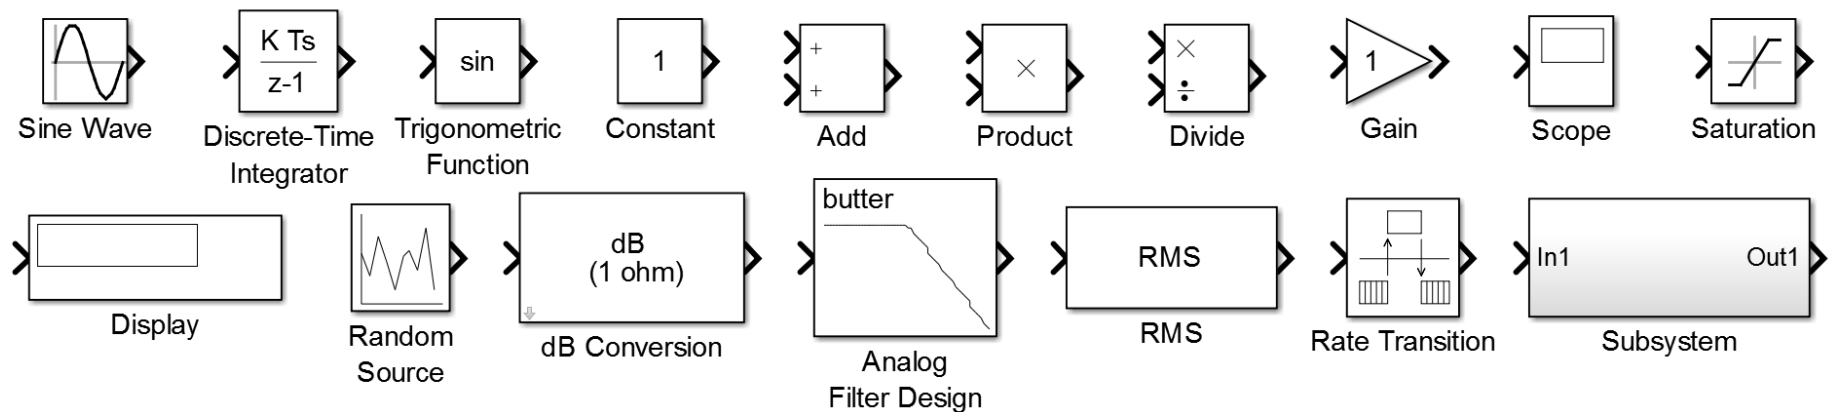 K Ts
z-1
sin
1
+
+
×
×
÷
1
Sine Wave
Discrete-Time
Integrator
Trigonometric
Function
Constant
Add
Product
Divide
Gain
Scope
Saturation
butter
dB
(1 ohm)
RMS
In1
Out1
Display
Random
Source
dB Conversion
Analog
Filter Design
RMS
Rate Transition
Subsystem